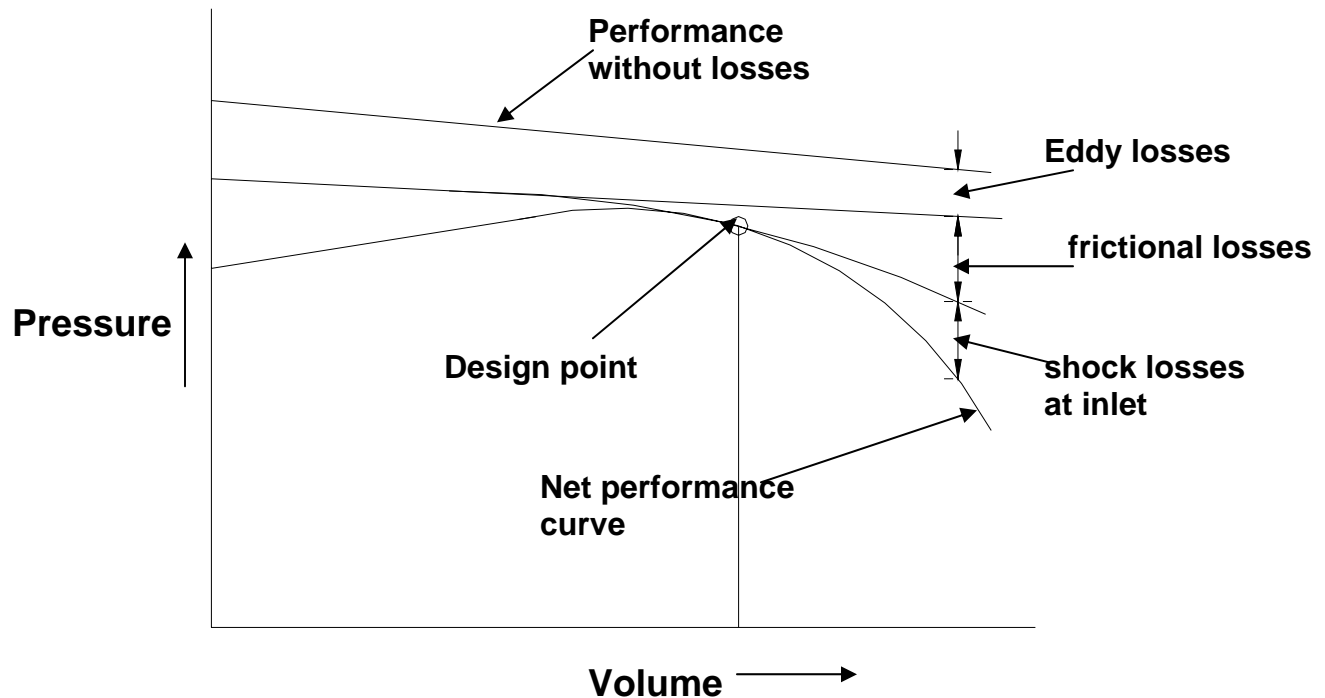 Performance
without losses
Eddy losses
frictional losses
Pressure
Design point
shock losses
at inlet
Net performance
curve
Volume